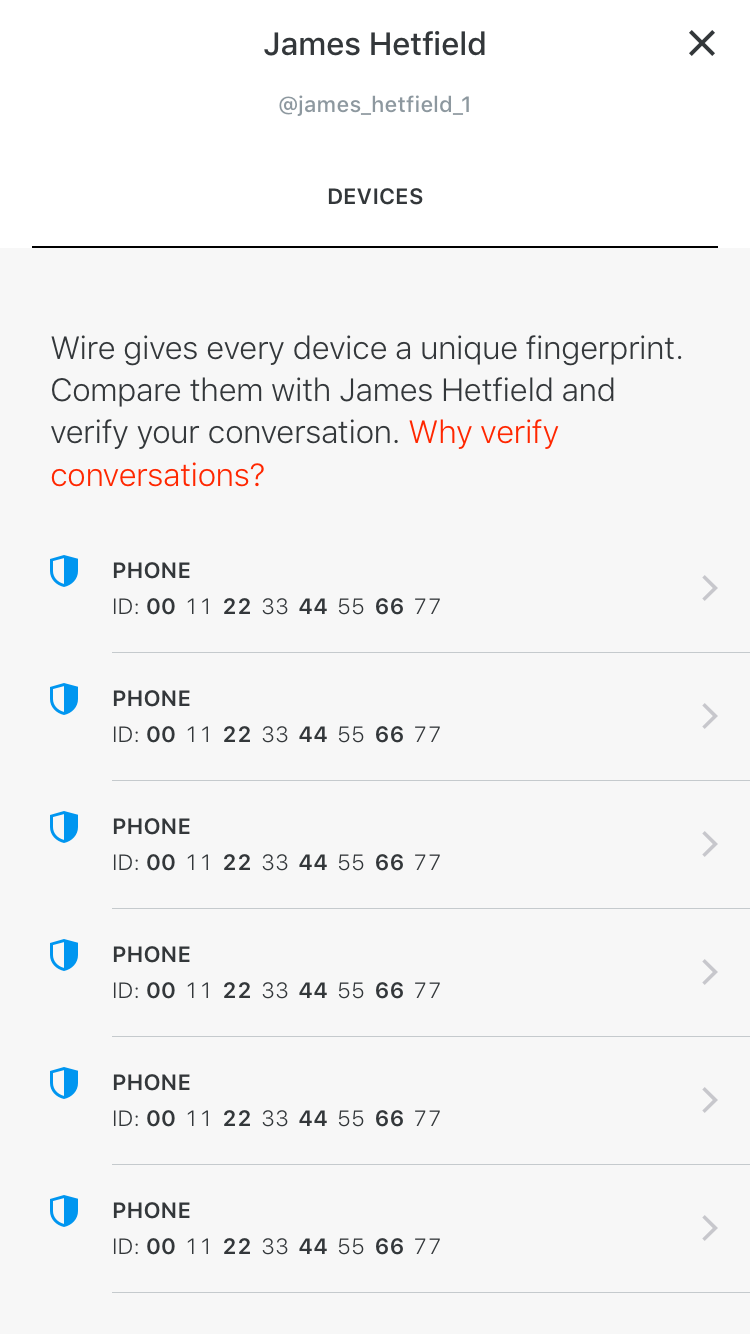 James Hetfield
@james_hetfield_1
DEVICES
Wire gives every device a unique fingerprint.
Compare them with James Hetfield and
verify your conversation. Why verify
conversations?
PHONE
ID: 00 11 22 33 44 55 66 77
PHONE
ID: 00 11 22 33 44 55 66 77
PHONE
ID: 00 11 22 33 44 55 66 77
PHONE
ID: 00 11 22 33 44 55 66 77
PHONE
ID: 00 11 22 33 44 55 66 77
PHONE
ID: 00 11 22 33 44 55 66 77